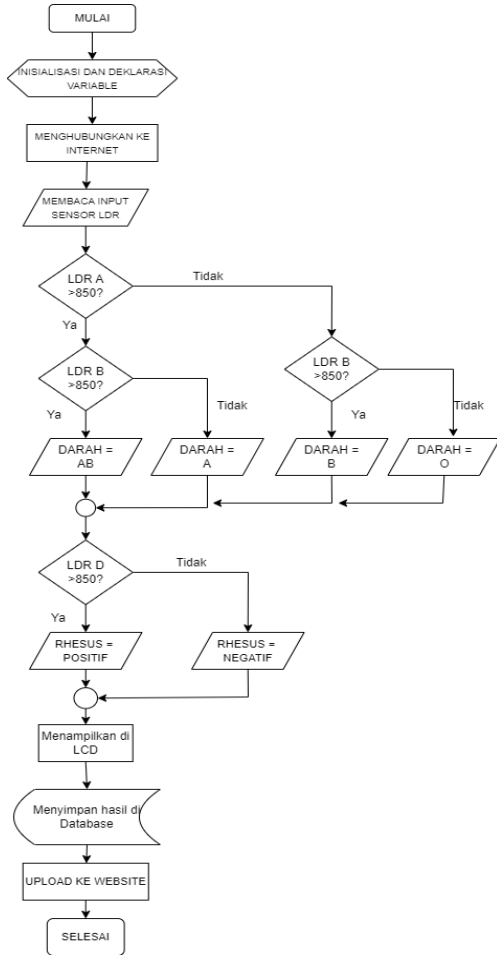 MULAI
INISIALISASI DAN DEKLARASI
VARIABLE
MENGHUBUNGKAN KE
INTERNET
MEMBACA INPUT
SENSOR LDR
LDR A
>850?
Tidak
Ya
LDR B
>850?
Tidak
Ya
LDR B
>850?
Tidak
Ya
DARAH =
AB
DARAH =
A
DARAH =
B
DARAH =
O
LDR D
>850?
Tidak
Ya
RHESUS =
POSITIF
RHESUS =
NEGATIF
Menampilkan di
LCD
Menyimpan hasil di
Database
UPLOAD KE WEBSITE
SELESAI